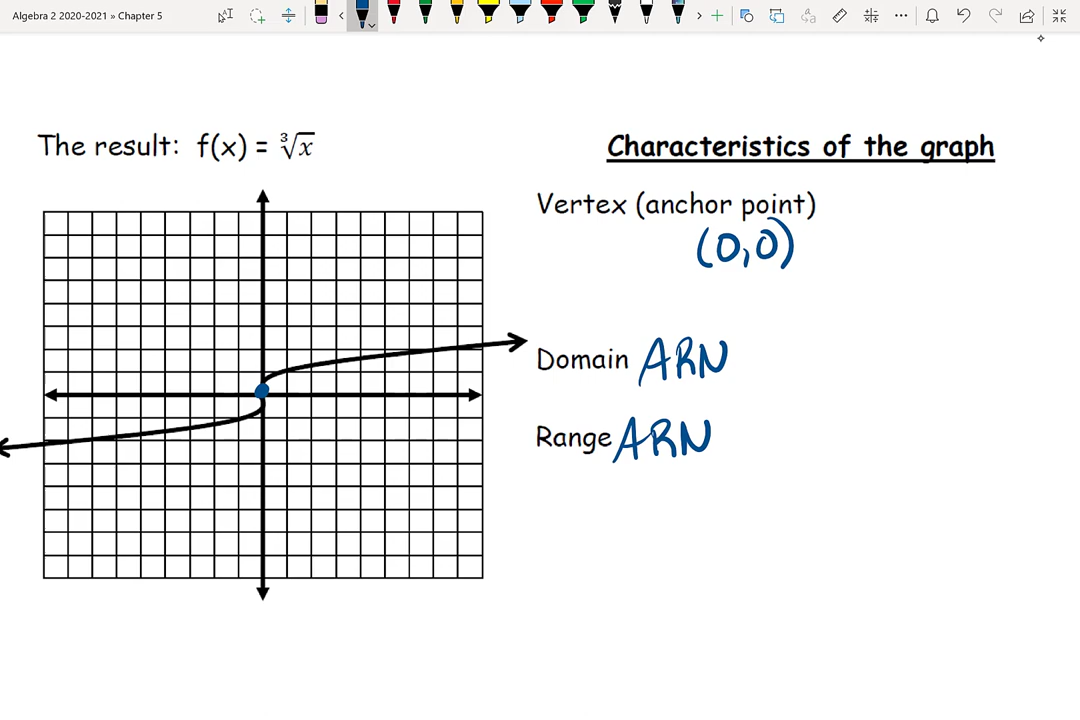 Algebra 2 2020-2021 » Chapter 5
The result: f(x) = ∛x
Characteristics of the graph
Vertex (anchor point)
(0,0)
Domain ARN
Range ARN